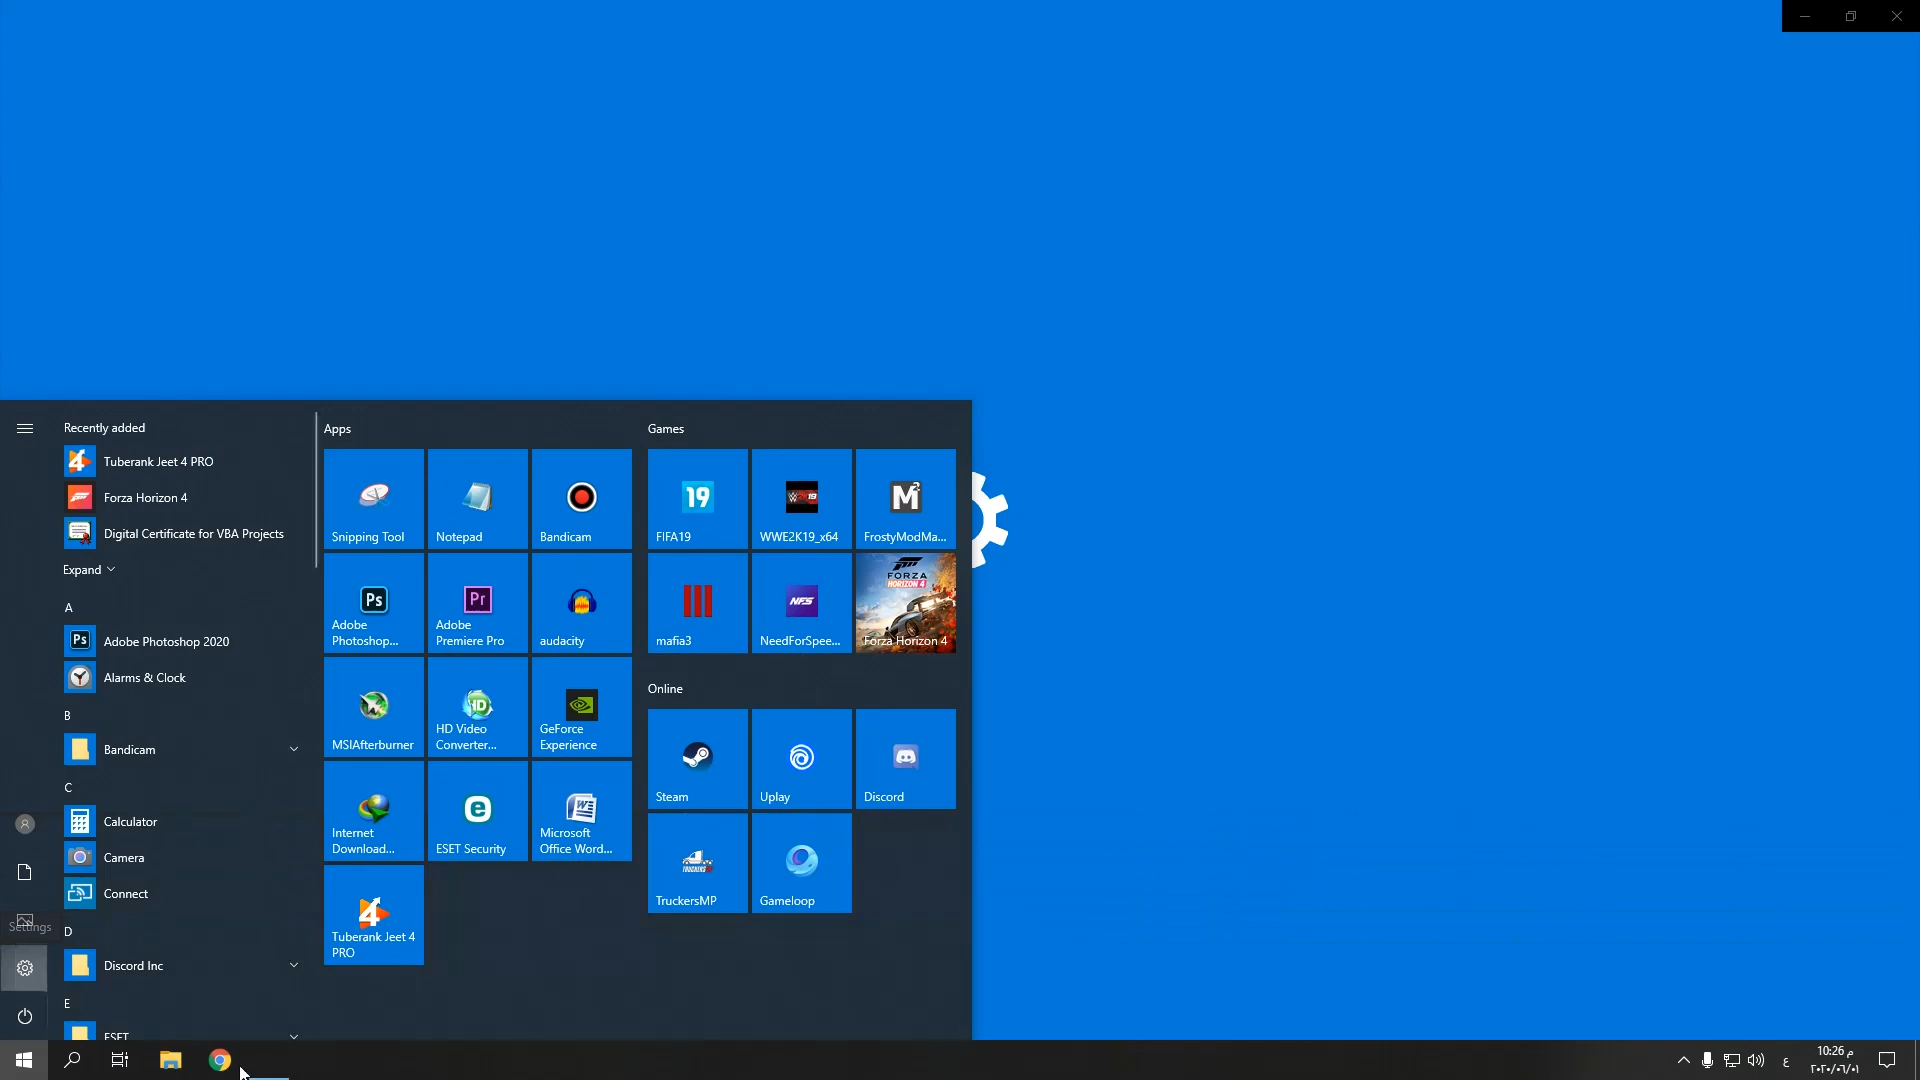 Recently added
Tuberank Jeet 4 PRO
Forza Horizon 4
Digital Certificate for VBA Projects
Expand
A
Adobe Photoshop 2020
Alarms & Clock
B
Bandicam
C
Calculator
Camera
Connect
Settings
D
Discord Inc
E
ESET
Apps
Snipping Tool
Notepad
Bandicam
Adobe
Photoshop...
Adobe
Premiere Pro
audacity
MSIAfterburner
HD Video
Converter...
GeForce
Experience
Internet
Download...
ESET Security
Microsoft
Office Word...
Tuberank Jeet 4
PRO
Games
19
FIFA19
WWE2K19_x64
FrostyModMa...
mafia3
NeedForSpee...
FORZA
HORIZON 4
Forza Horizon 4
Online
Steam
Uplay
Discord
TruckersMP
Gameloop
ع
10:26 م
٢٠٢٠/٠٦/٠١